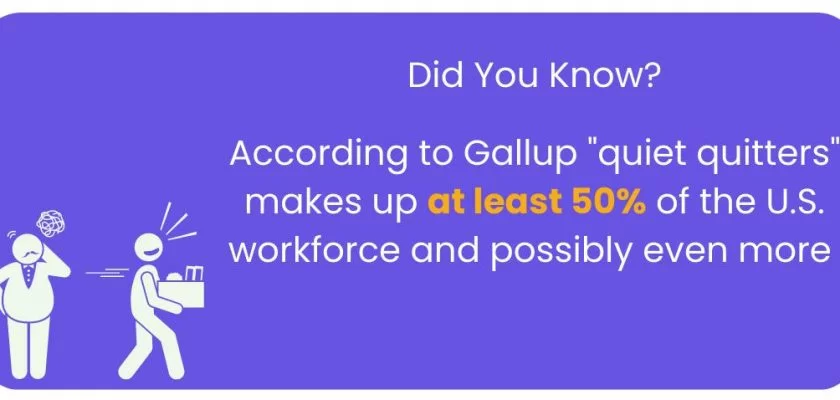 Did You Know?
According to Gallup "quiet quitters"
makes up at least 50% of the U.S.
workforce and possibly even more